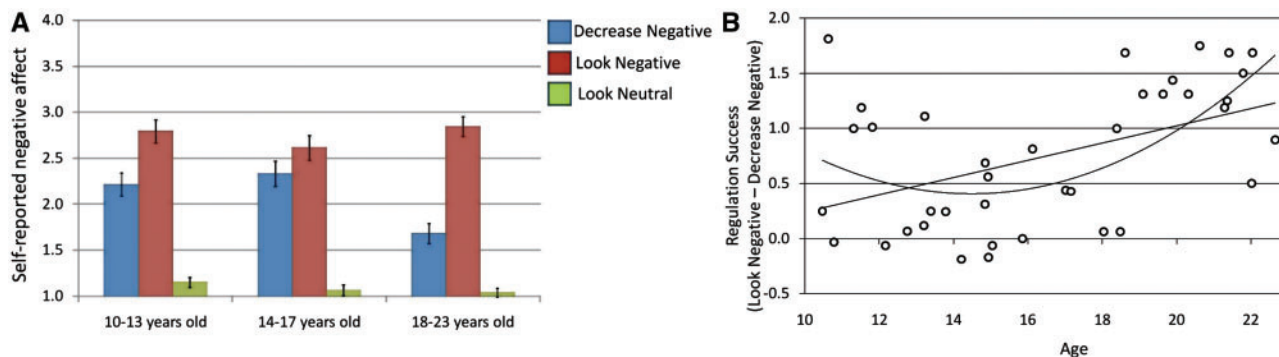 A
Self-reported negative affect
4.0
3.5
3.0
2.5
2.0
1.5
1.0
10-13 years old
14-17 years old
18-23 years old
Decrease Negative
Look Negative
Look Neutral
B
Regulation Success
(Look Negative – Decrease Negative)
2.0
1.5
1.0
0.5
0.0
-0.5
10 12 14 16 18 20 22
Age